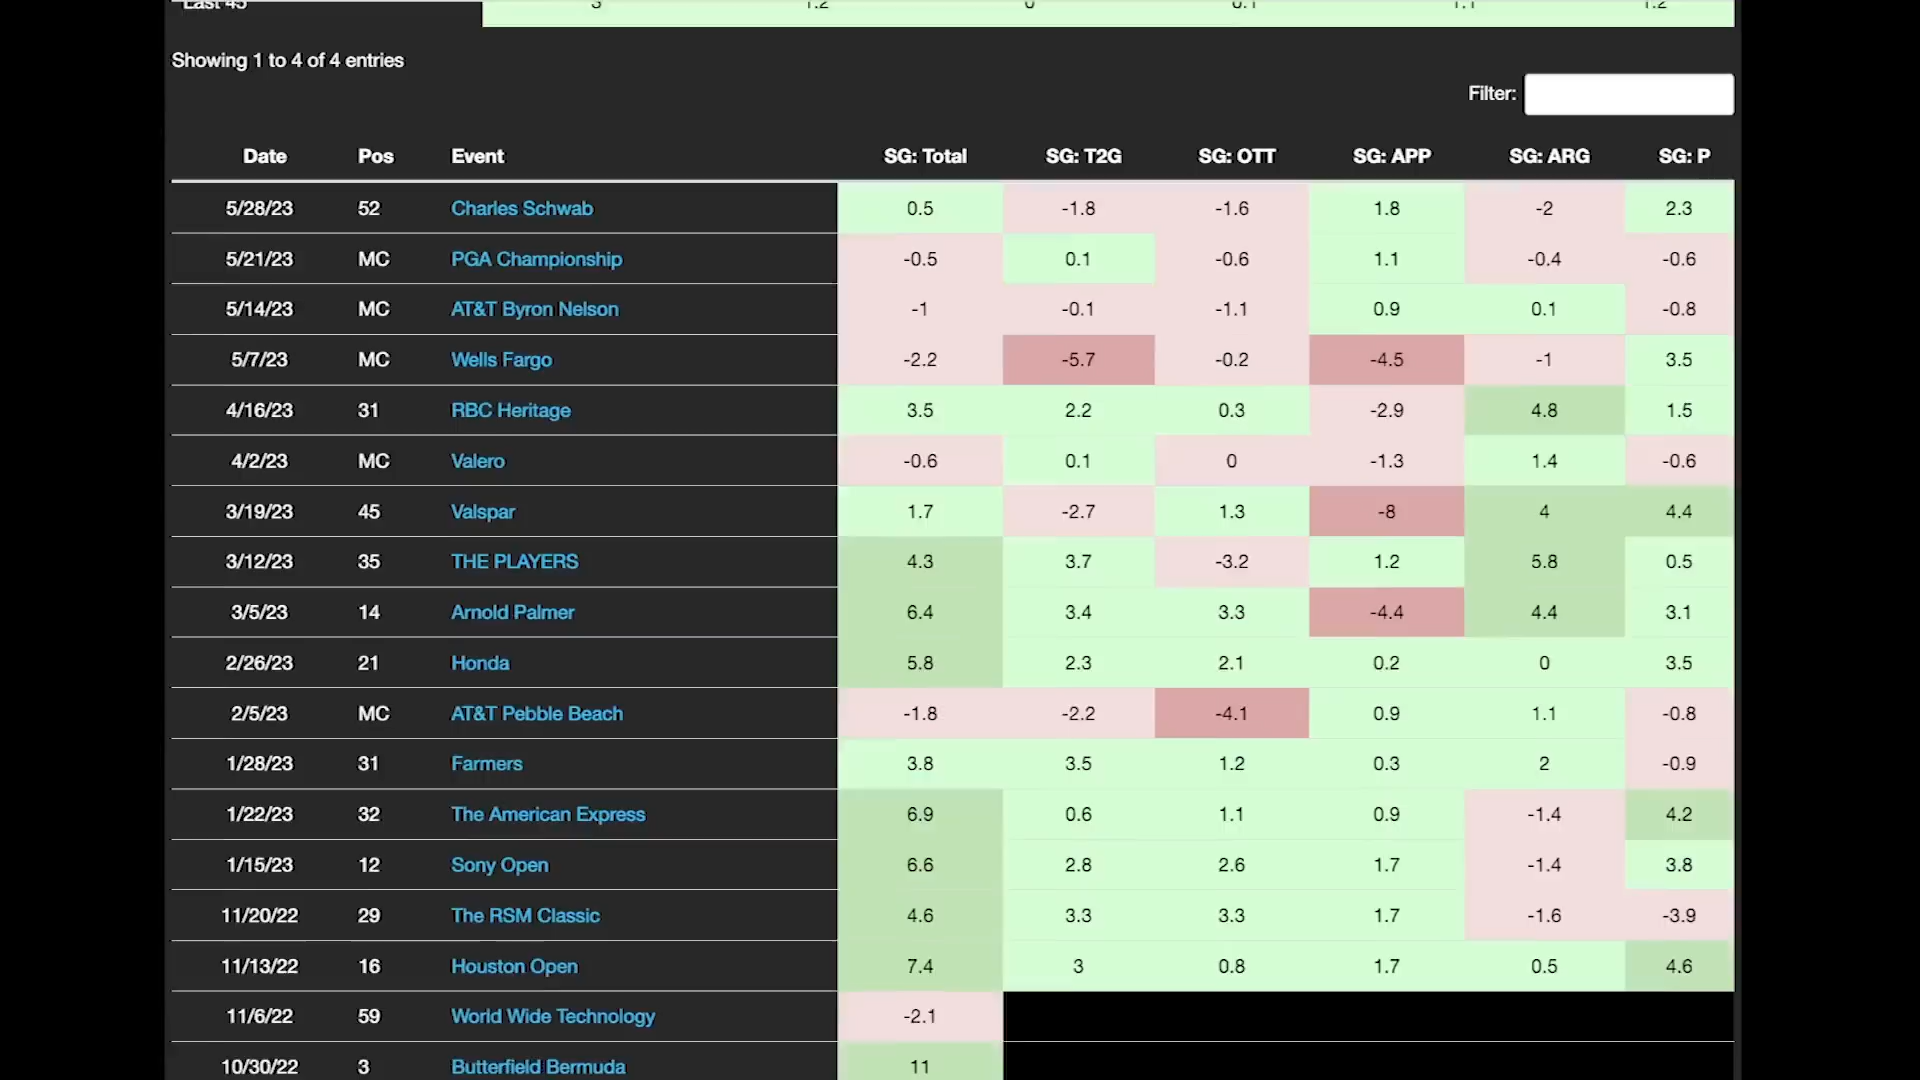 Last 45 3 1.2 0 0.1 1.1 1.2
Showing 1 to 4 of 4 entries
Filter:
Date Pos Event SG: Total SG: T2G SG: OTT SG: APP SG: ARG SG: P
5/28/23 52 Charles Schwab 0.5 -1.8 -1.6 1.8 -2 2.3
5/21/23 MC PGA Championship -0.5 0.1 -0.6 1.1 -0.4 -0.6
5/14/23 MC AT&T Byron Nelson -1 -0.1 -1.1 0.9 0.1 -0.8
5/7/23 MC Wells Fargo -2.2 -5.7 -0.2 -4.5 -1 3.5
4/16/23 31 RBC Heritage 3.5 2.2 0.3 -2.9 4.8 1.5
4/2/23 MC Valero -0.6 0.1 0 -1.3 1.4 -0.6
3/19/23 45 Valspar 1.7 -2.7 1.3 -8 4 4.4
3/12/23 35 THE PLAYERS 4.3 3.7 -3.2 1.2 5.8 0.5
3/5/23 14 Arnold Palmer 6.4 3.4 3.3 -4.4 4.4 3.1
2/26/23 21 Honda 5.8 2.3 2.1 0.2 0 3.5
2/5/23 MC AT&T Pebble Beach -1.8 -2.2 -4.1 0.9 1.1 -0.8
1/28/23 31 Farmers 3.8 3.5 1.2 0.3 2 -0.9
1/22/23 32 The American Express 6.9 0.6 1.1 0.9 -1.4 4.2
1/15/23 12 Sony Open 6.6 2.8 2.6 1.7 -1.4 3.8
11/20/22 29 The RSM Classic 4.6 3.3 3.3 1.7 -1.6 -3.9
11/13/22 16 Houston Open 7.4 3 0.8 1.7 0.5 4.6
11/6/22 59 World Wide Technology -2.1
10/30/22 3 Butterfield Bermuda 11